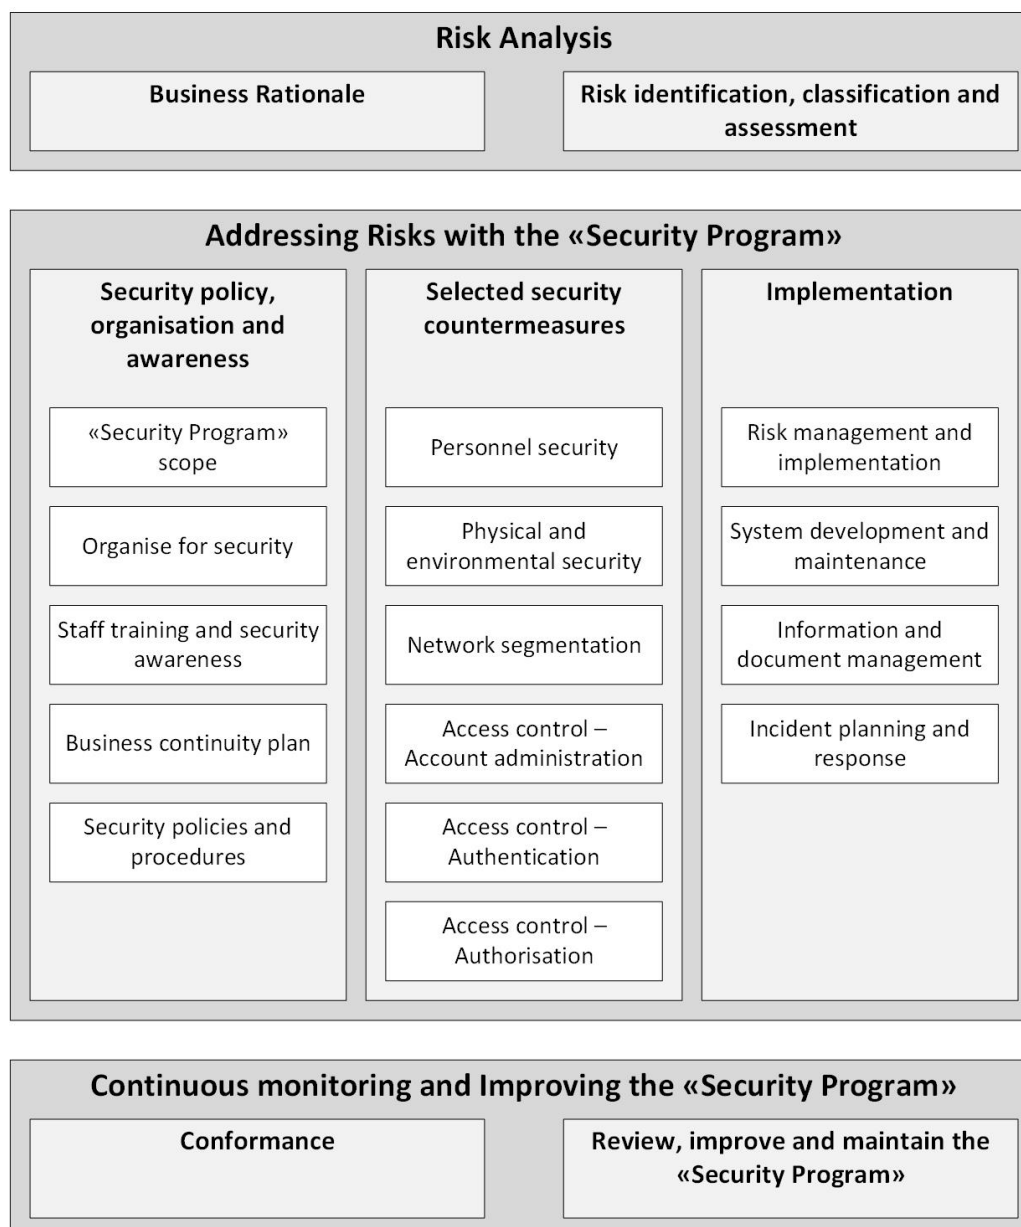 Risk Analysis
Business Rationale
Risk identification, classification and
assessment
Addressing Risks with the «Security Program»
Security policy,
organisation and
awareness
«Security Program»
scope
Organise for security
Staff training and security
awareness
Business continuity plan
Security policies and
procedures
Selected security
countermeasures
Personnel security
Physical and
environmental security
Network segmentation
Access control –
Account administration
Access control –
Authentication
Access control –
Authorisation
Implementation
Risk management and
implementation
System development and
maintenance
Information and
document management
Incident planning and
response
Continuous monitoring and Improving the «Security Program»
Conformance
Review, improve and maintain the
«Security Program»